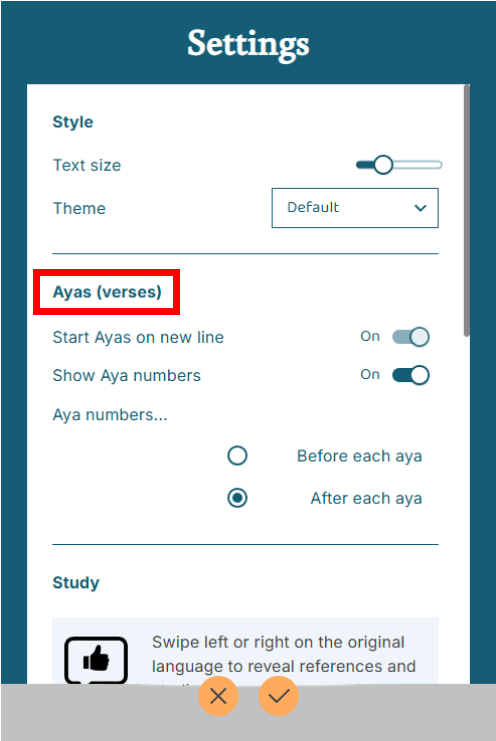 Settings
Style
Text size
Theme
Default
Ayas (verses)
Start Ayas on new line
On
Show Aya numbers
On
Aya numbers...
Before each aya
After each aya
Study
Swipe left or right on the original
language to reveal references and